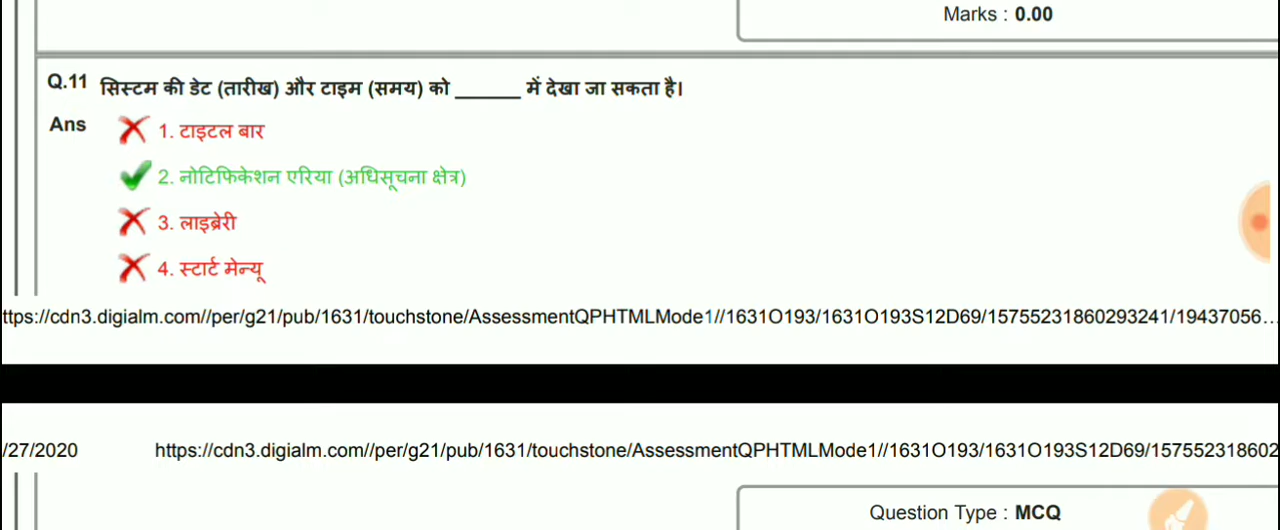 Marks : 0.00
Q.11 सिस्टम की डेट (तारीख) और टाइम (समय) को ______ में देखा जा सकता है।
Ans 1. टाइटल बार
2. नोटिफिकेशन एरिया (अधिसूचना क्षेत्र)
3. लाइब्रेरी
4. स्टार्ट मेन्यू
ttps://cdn3.digialm.com//per/g21/pub/1631/touchstone/AssessmentQPHTMLMode1//1631O193/1631O193S12D69/15755231860293241/19437056…
/27/2020 https://cdn3.digialm.com//per/g21/pub/1631/touchstone/AssessmentQPHTMLMode1//1631O193/1631O193S12D69/157552318602
Question Type : MCQ